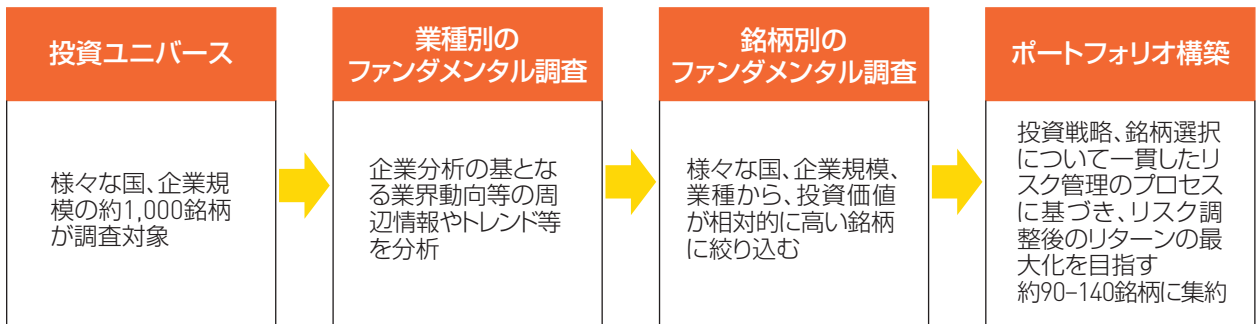 投資ユニバース
様々な国、企業規
模の約1,000銘柄
が調査対象
業種別の
ファンダメンタル調査
企業分析の基とな
る業界動向等の周
辺情報やトレンド等
を分析
銘柄別の
ファンダメンタル調査
様々な国、企業規模、
業種から、投資価値
が相対的に高い銘柄
に絞り込む
ポートフォリオ構築
投資戦略、銘柄選択
について一貫したリ
スク管理のプロセス
に基づき、リスク調
整後のリターンの最
大化を目指す
約90–140銘柄に集約